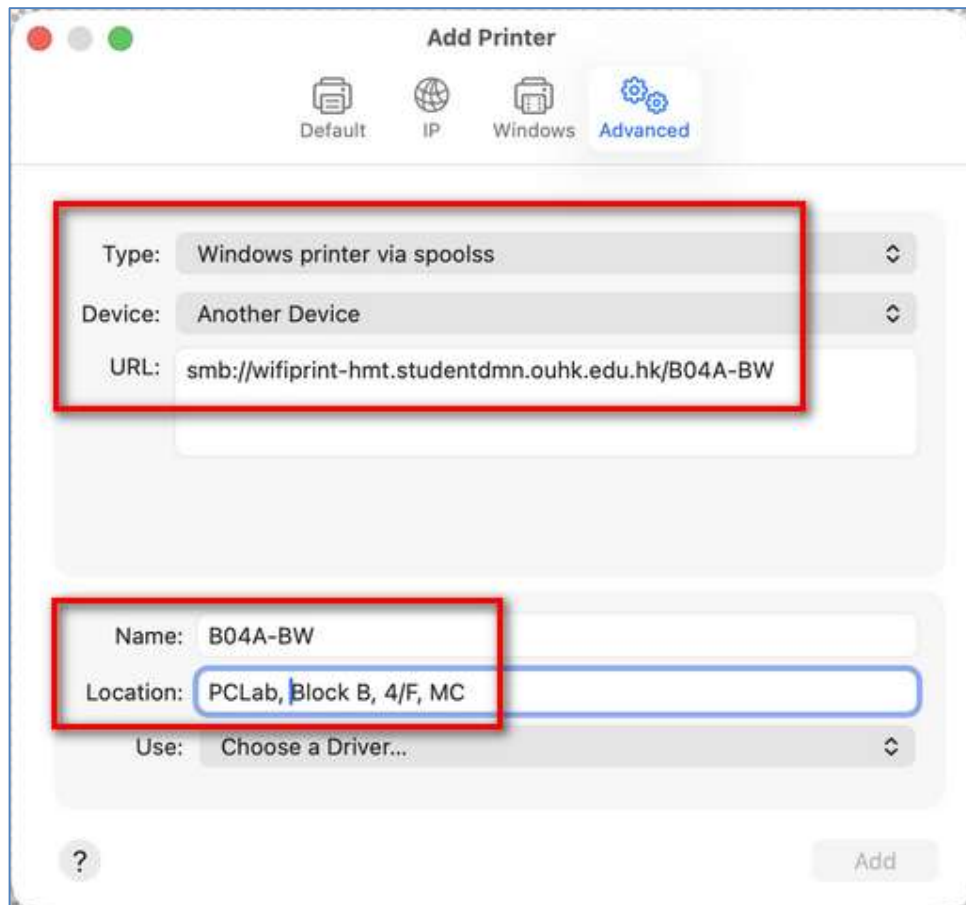 Add Printer
Default IP Windows Advanced
Type: Windows printer via spoolss
Device: Another Device
URL: smb://wifiprint-hmt.studentdmn.ouhk.edu.hk/B04A-BW
Name: B04A-BW
Location: PCLab, Block B, 4/F, MC
Use: Choose a Driver...
? Add